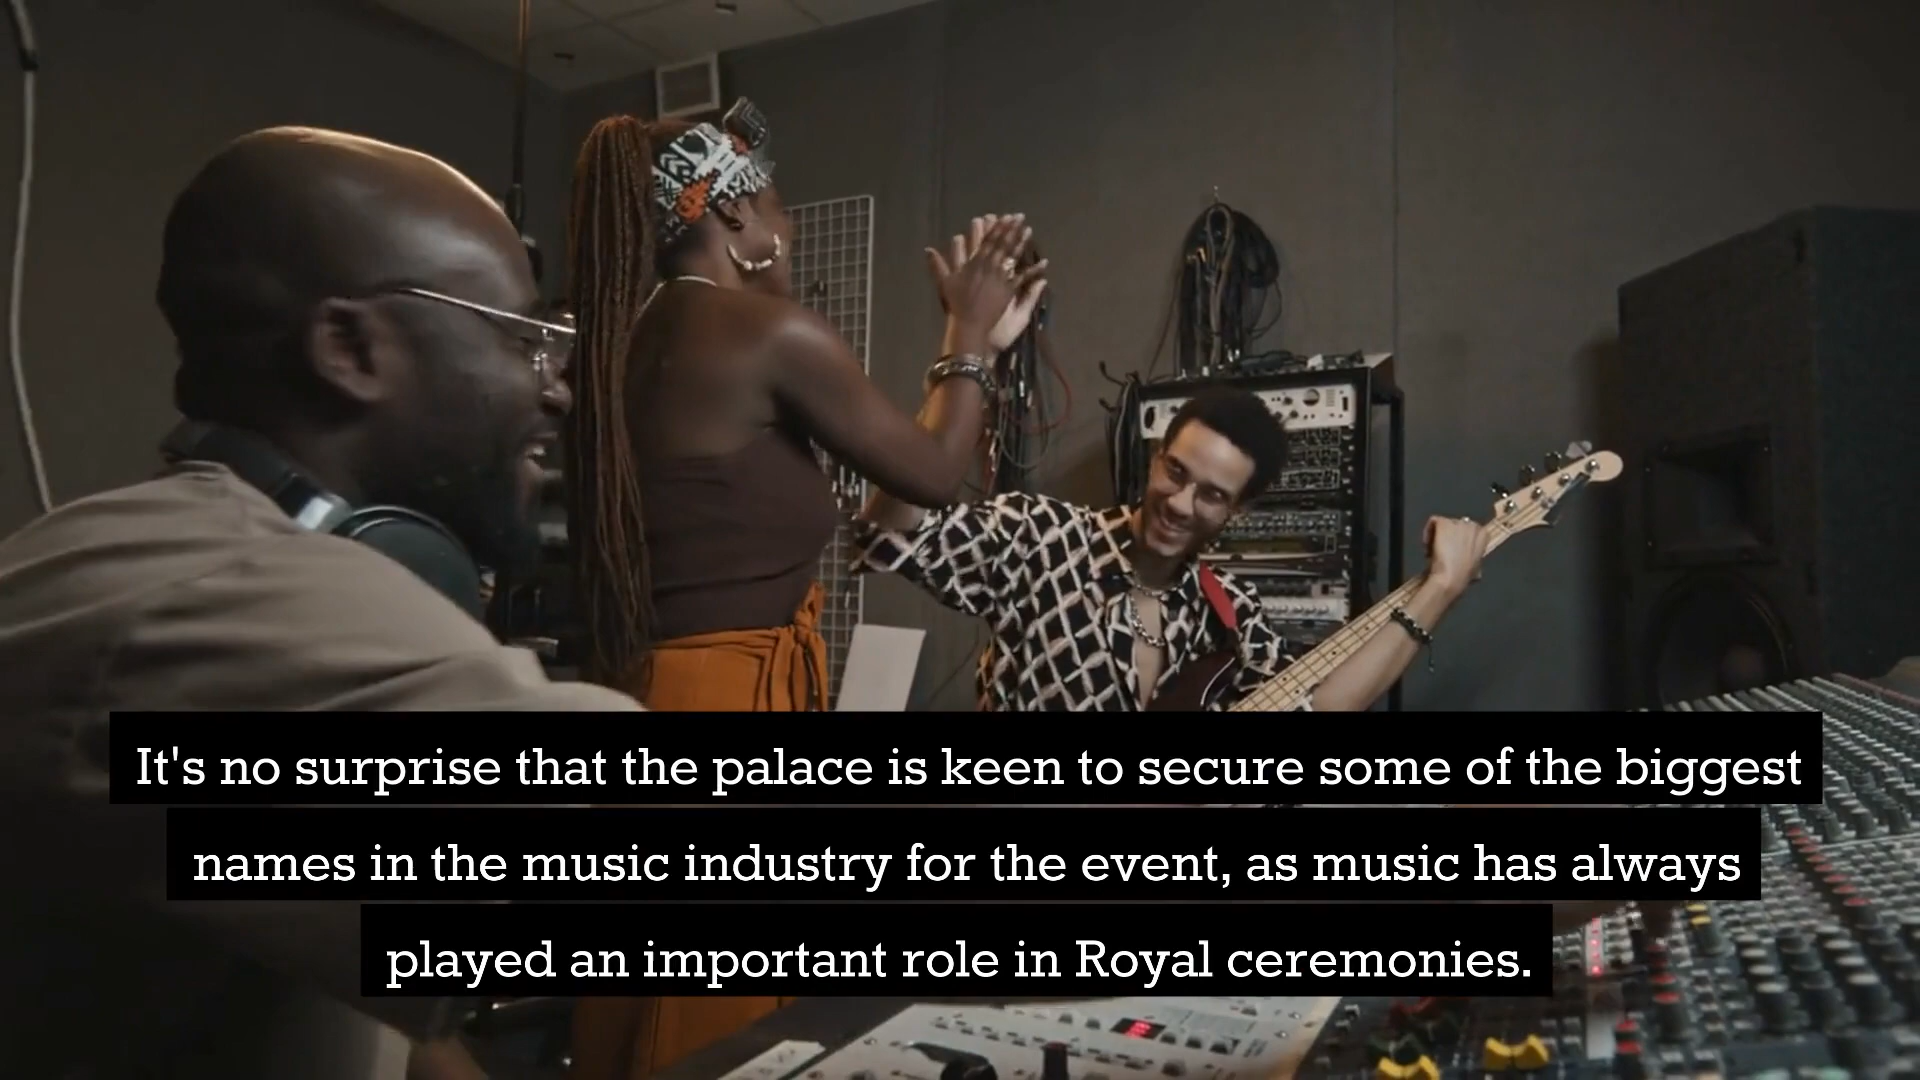 It's no surprise that the palace is keen to secure some of the biggest
names in the music industry for the event, as music has always
played an important role in Royal ceremonies.